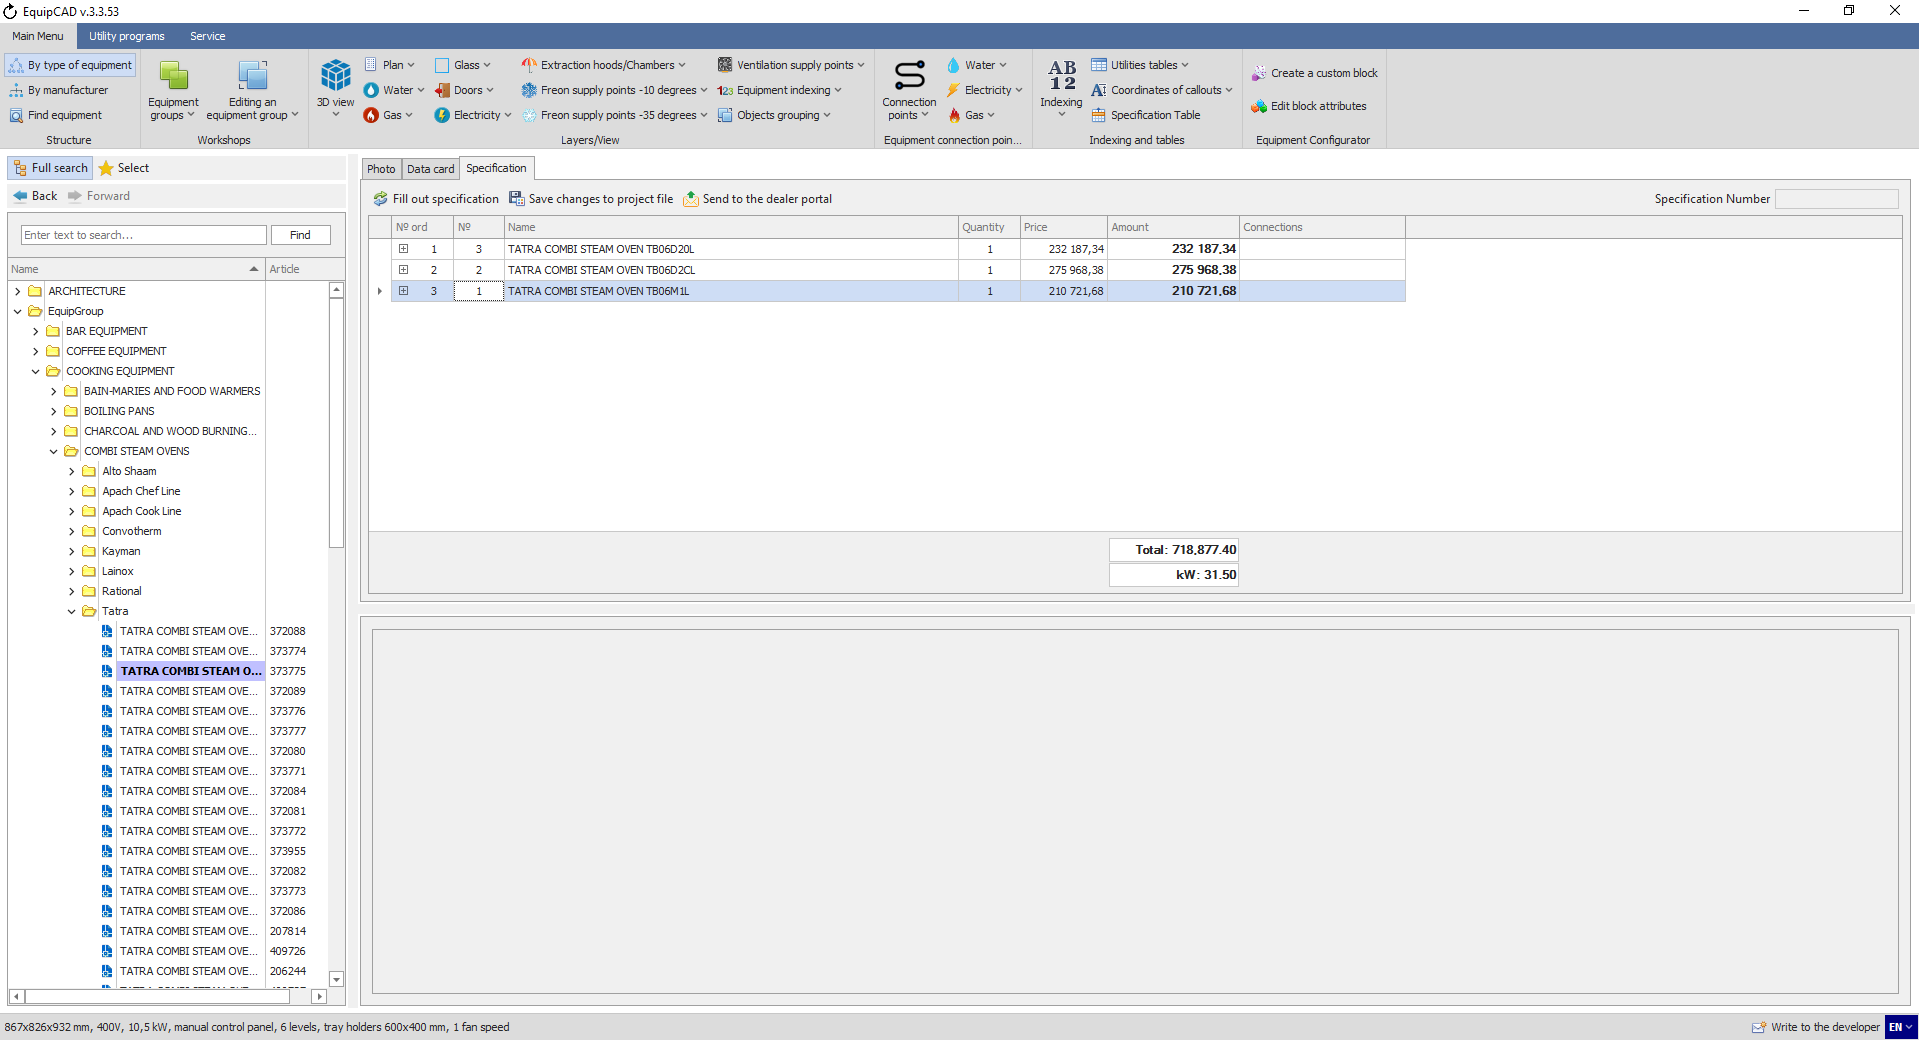 EquipCAD v.3.3.53
Main Menu
Utility programs
Service
By type of equipment
By manufacturer
Find equipment
Structure
Equipment groups
Editing an equipment group
Workshops
3D view
Plan
Water
Gas
Glass
Doors
Electricity
Extraction hoods/Chambers
Freon supply points -10 degrees
Freon supply points -35 degrees
Ventilation supply points
123 Equipment indexing
Objects grouping
Layers/View
Connection points
Water
Electricity
Gas
Equipment connection poin...
AB
12
Indexing
Utilities tables
Coordinates of callouts
Specification Table
Indexing and tables
Create a custom block
Edit block attributes
Equipment Configurator
Full search
Select
Back
Forward
Enter text to search...
Find
Name Article
ARCHITECTURE
EquipGroup
BAR EQUIPMENT
COFFEE EQUIPMENT
COOKING EQUIPMENT
BAIN-MARIES AND FOOD WARMERS
BOILING PANS
CHARCOAL AND WOOD BURNING...
COMBI STEAM OVENS
Alto Shaam
Apach Chef Line
Apach Cook Line
Convotherm
Kayman
Lainox
Rational
Tatra
TATRA COMBI STEAM OVE... 372088
TATRA COMBI STEAM OVE... 373774
TATRA COMBI STEAM O... 373775
TATRA COMBI STEAM OVE... 372089
TATRA COMBI STEAM OVE... 373776
TATRA COMBI STEAM OVE... 373777
TATRA COMBI STEAM OVE... 372080
TATRA COMBI STEAM OVE... 373771
TATRA COMBI STEAM OVE... 372084
TATRA COMBI STEAM OVE... 372081
TATRA COMBI STEAM OVE... 373772
TATRA COMBI STEAM OVE... 373955
TATRA COMBI STEAM OVE... 372082
TATRA COMBI STEAM OVE... 373773
TATRA COMBI STEAM OVE... 372086
TATRA COMBI STEAM OVE... 207814
TATRA COMBI STEAM OVE... 409726
TATRA COMBI STEAM OVE... 206244
Photo
Data card
Specification
Fill out specification
Save changes to project file
Send to the dealer portal
Specification Number
№ ord № Name Quantity Price Amount Connections
1 3 TATRA COMBI STEAM OVEN TB06D20L 1 232 187,34 232 187,34
2 2 TATRA COMBI STEAM OVEN TB06D2CL 1 275 968,38 275 968,38
3 1 TATRA COMBI STEAM OVEN TB06M1L 1 210 721,68 210 721,68
Total: 718,877.40
kW: 31.50
867x826x932 mm, 400V, 10,5 kW, manual control panel, 6 levels, tray holders 600x400 mm, 1 fan speed
Write to the developer
EN